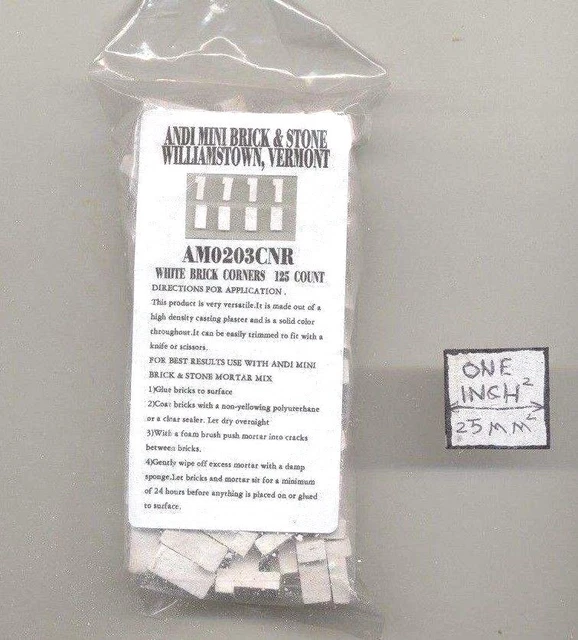 ANDI MINI BRICK & STONE
WILLIAMSTOWN, VERMONT
AM0203CNR
WHITE BRICK CORNERS 125 COUNT
DIRECTIONS FOR APPLICATION .
This product is very versatile.It is made out of a
high density casting plaster and is a solid color
throughout.It can be easily trimmed to fit with a
knife or scissors.
FOR BEST RESULTS USE WITH ANDI MINI
BRICK & STONE MORTAR MIX
1)Glue bricks to surface
2)Coat bricks with a non-yellowing polyurethane
or a clear sealer. Let dry overnight
3)With a foam brush push mortar into cracks
between bricks.
4)Gently wipe off excess mortar with a damp
sponge.Let bricks and mortar sit for a minimum
of 24 hours before anything is placed on or glued
to surface.
ONE
INCH²
25 MM²